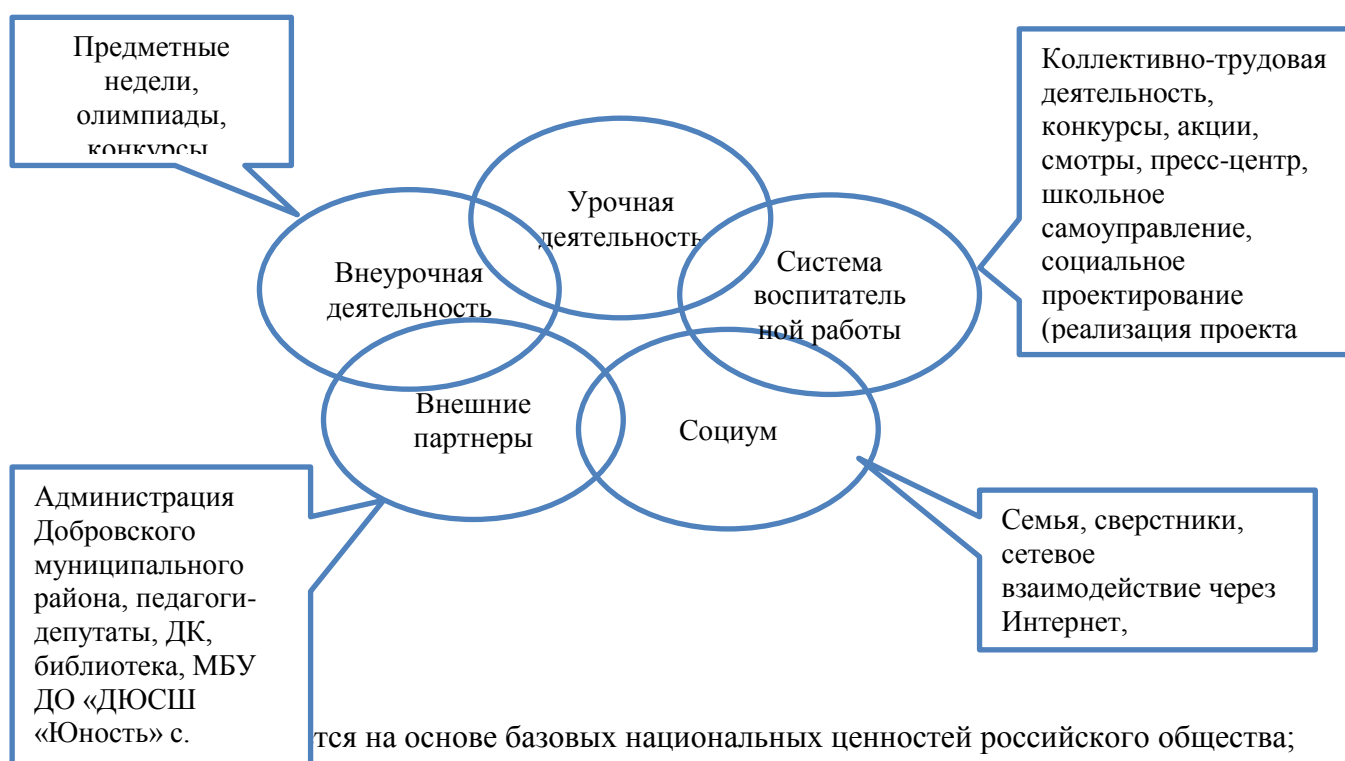 Предметные
недели,
олимпиады,
конкурсы
Коллективно-трудовая
деятельность,
конкурсы, акции,
смотры, пресс-центр,
школьное
самоуправление,
социальное
проектирование
(реализация проекта
Урочная
деятельность
Внеурочная
деятельность
Система
воспитатель
ной работы
Внешние
партнеры
Социум
Администрация
Добровского
муниципального
района, педагоги-
депутаты, ДК,
библиотека, МБУ
ДО «ДЮСШ
«Юность» с.
Семья, сверстники,
сетевое
взаимодействие через
Интернет,
тся на основе базовых национальных ценностей российского общества;